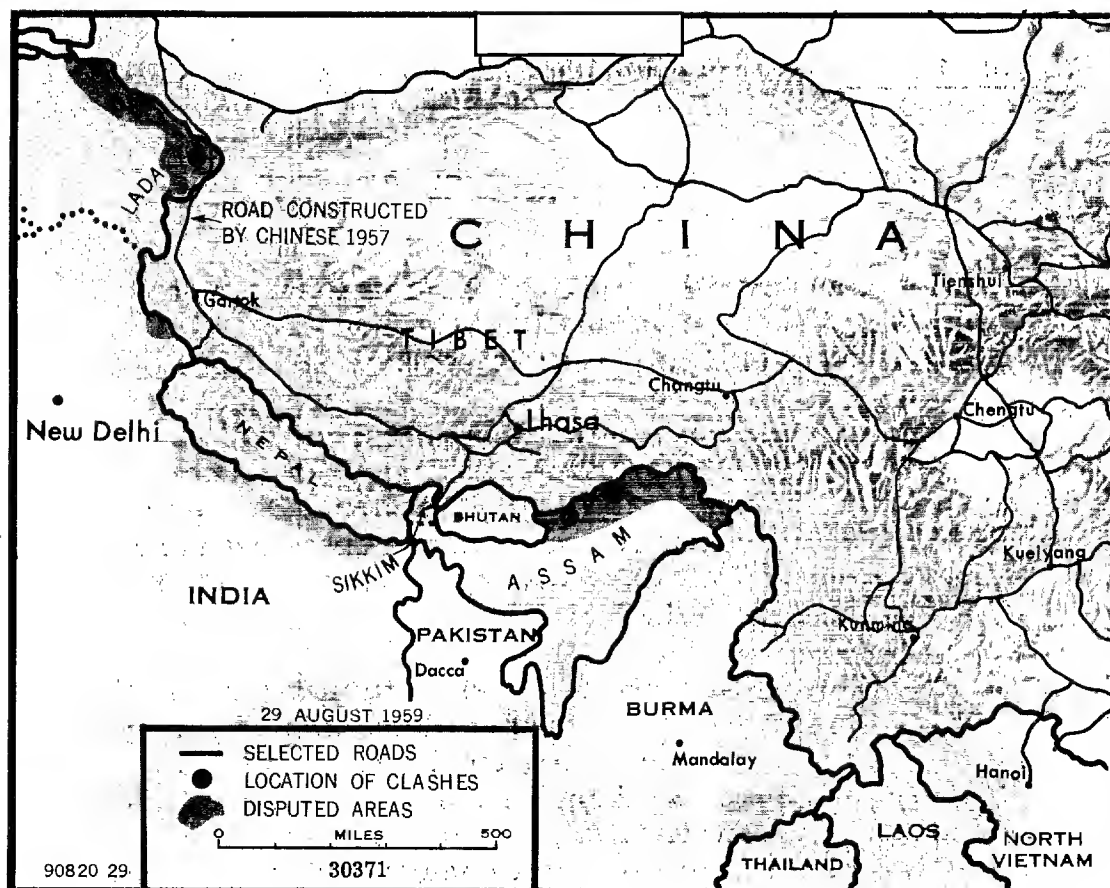 LADA
ROAD CONSTRUCTED
BY CHINESE 1957
CHINA
Tienshui
Gartok
TIBET
Changtu
Chengtu
New Delhi
Lhasa
NEPAL
BHUTAN
SIKKIM
ASSAM
Kueiyang
INDIA
Kunming
PAKISTAN
Dacca
BURMA
29 AUGUST 1959
Mandalay
Hanoi
SELECTED ROADS
LOCATION OF CLASHES
DISPUTED AREAS
0 MILES 500
LAOS
NORTH
VIETNAM
THAILAND
90820 29
30371